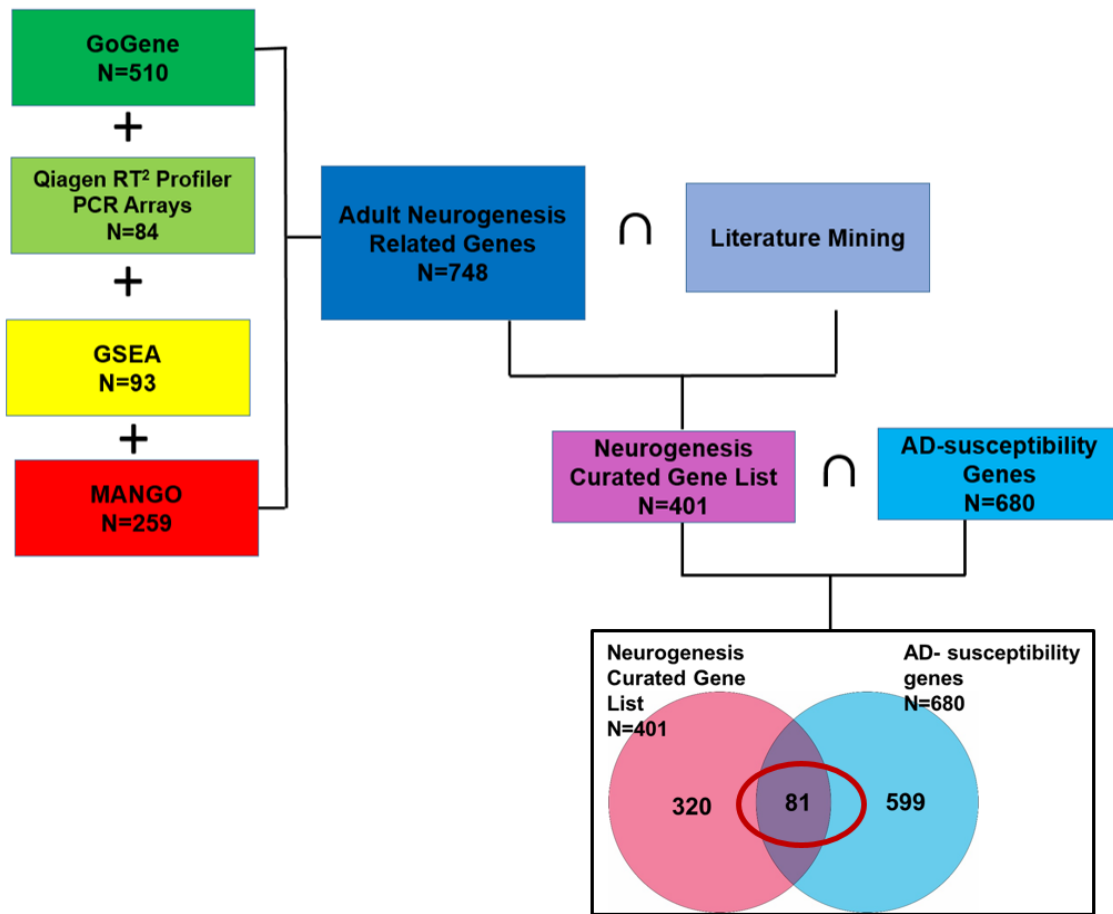 GoGene
N=510
+
Qiagen RT² Profiler
PCR Arrays
N=84
+
GSEA
N=93
+
MANGO
N=259
Adult Neurogenesis
Related Genes
N=748
∩
Literature Mining
Neurogenesis
Curated Gene List
N=401
∩
AD-susceptibility
Genes
N=680
Neurogenesis
Curated Gene
List
N=401
AD- susceptibility
genes
N=680
320
81
599